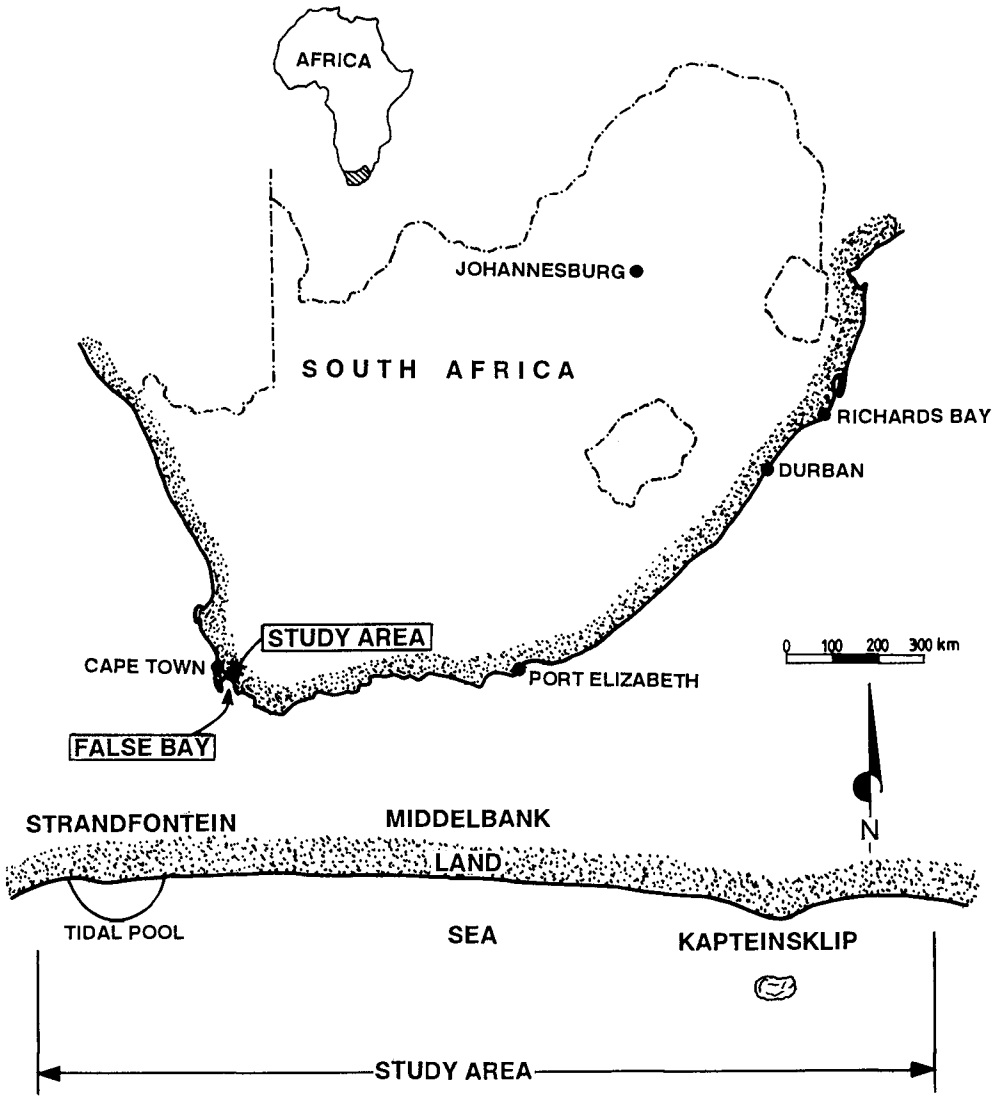 AFRICA
JOHANNESBURG
SOUTH AFRICA
RICHARDS BAY
DURBAN
STUDY AREA
CAPE TOWN
0 100 200 300 km
PORT ELIZABETH
FALSE BAY
N
STRANDFONTEIN
MIDDELBANK
LAND
TIDAL POOL
SEA
KAPTEINSKLIP
STUDY AREA